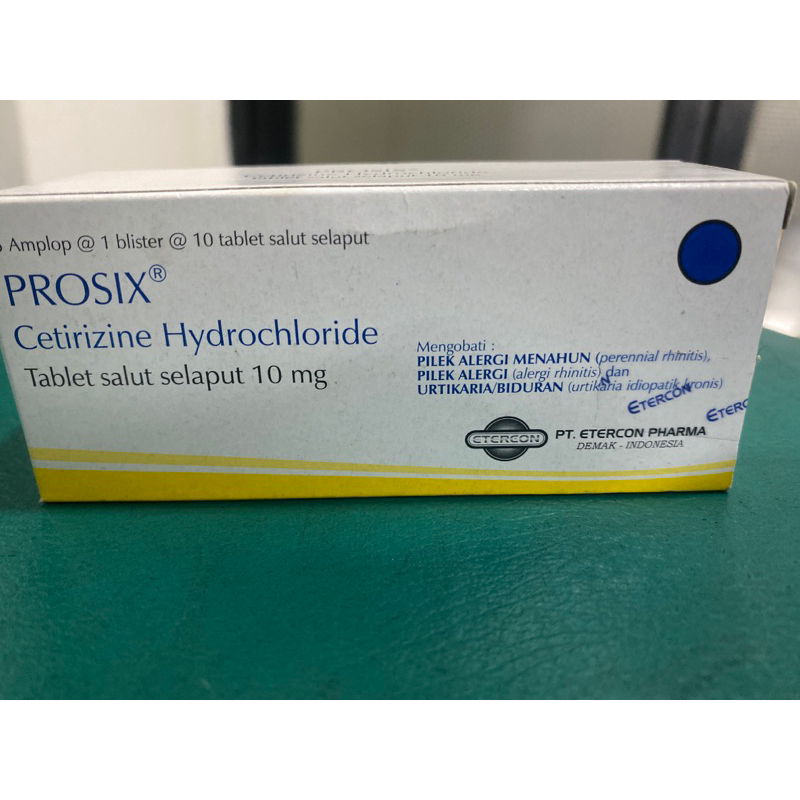 Amplop @ 1 blister @ 10 tablet salut selaput
PROSIX®
Cetirizine Hydrochloride
Tablet salut selaput 10 mg
Mengobati :
PILEK ALERGI MENAHUN (perennial rhinitis),
PILEK ALERGI (alergi rhinitis) dan
URTIKARIA/BIDURAN (urtikaria idiopatik kronis)
N
ETERCON
ETERC
ETERCON
PT. ETERCON PHARMA
DEMAK - INDONESIA